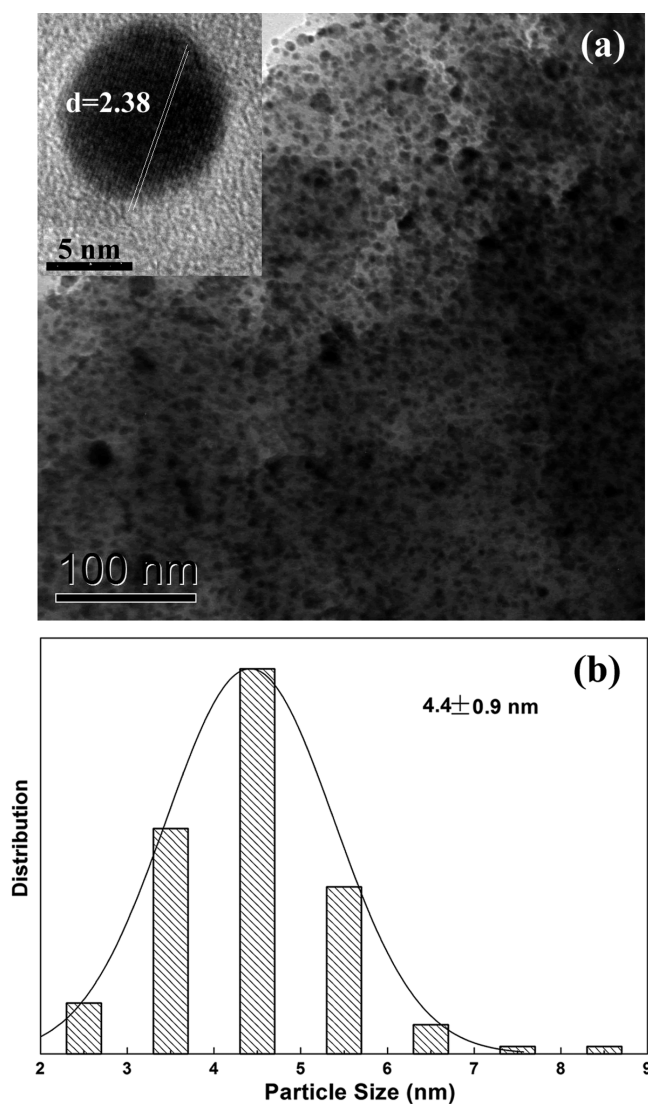 (a)
d=2.38
5 nm
100 nm
(b)
4.4±0.9 nm
Distribution
2 3 4 5 6 7 8 9
Particle Size (nm)